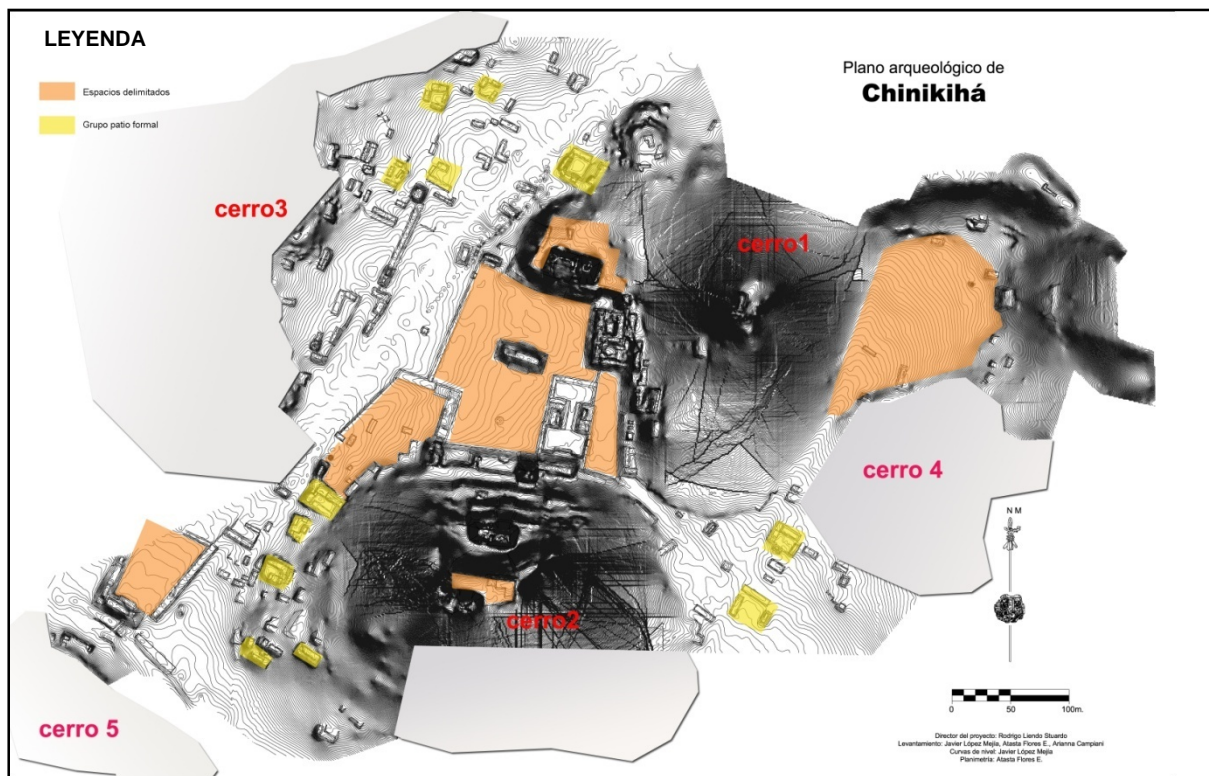 LEYENDA
Espacios delimitados
Grupo patio formal
Plano arqueológico de
Chinikihá
cerro3
cerro1
cerro 4
cerro2
cerro 5
N M
0 50 100m.
Director del proyecto: Rodrigo Liendo Stuardo
Levantamiento: Javier López Mejía, Atasta Flores E., Arianna Campiani
Curvas de nivel: Javier López Mejía
Planimetría: Atasta Flores E.